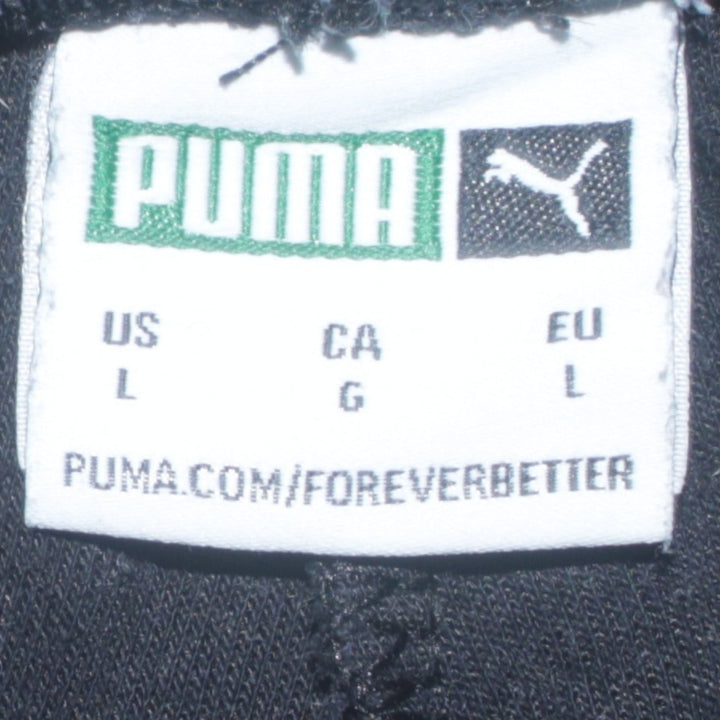 PUMA
US CA EU
L G L
PUMA.COM/FOREVERBETTER